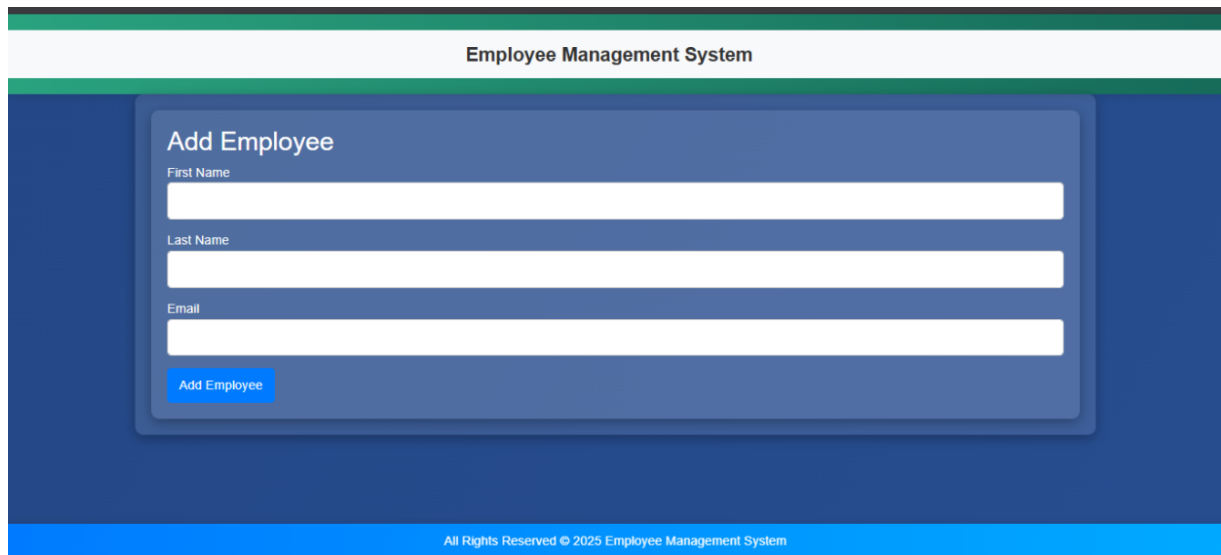 Employee Management System
Add Employee
First Name
Last Name
Email
Add Employee
All Rights Reserved © 2025 Employee Management System